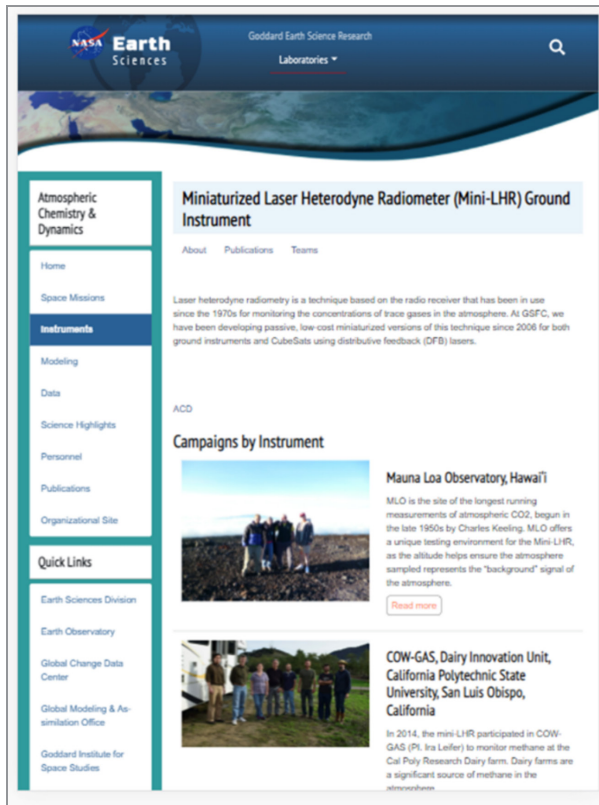 NASA
Earth
Sciences
Goddard Earth Science Research
Laboratories
Atmospheric
Chemistry &
Dynamics
Home
Space Missions
Instruments
Modeling
Data
Science Highlights
Personnel
Publications
Organizational Site
Quick Links
Earth Sciences Division
Earth Observatory
Global Change Data
Center
Global Modeling & As-
similation Office
Goddard Institute for
Space Studies
Miniaturized Laser Heterodyne Radiometer (Mini-LHR) Ground
Instrument
About Publications Teams
Laser heterodyne radiometry is a technique based on the radio receiver that has been in use
since the 1970s for monitoring the concentrations of trace gases in the atmosphere. At GSFC, we
have been developing passive, low-cost miniaturized versions of this technique since 2006 for both
ground instruments and CubeSats using distributive feedback (DFB) lasers.
ACD
Campaigns by Instrument
Mauna Loa Observatory, Hawai'i
MLO is the site of the longest running
measurements of atmospheric CO2, begun in
the late 1950s by Charles Keeling. MLO offers
a unique testing environment for the Mini-LHR,
as the altitude helps ensure the atmosphere
sampled represents the “background” signal of
the atmosphere.
Read more
COW-GAS, Dairy Innovation Unit,
California Polytechnic State
University, San Luis Obispo,
California
In 2014, the mini-LHR participated in COW-
GAS (PI. Ira Leifer) to monitor methane at the
Cal Poly Research Dairy farm. Dairy farms are
a significant source of methane in the
atmosphere.